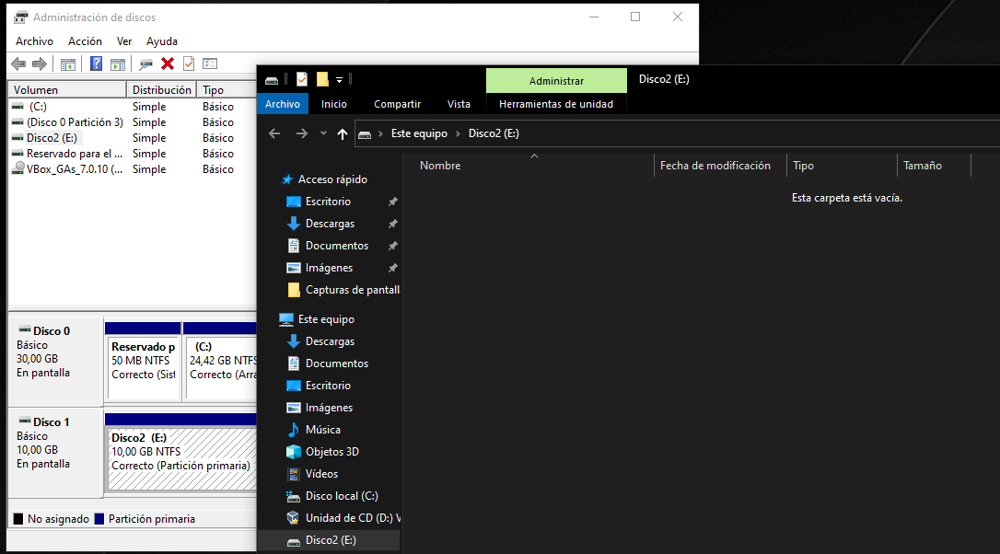 Administración de discos
Archivo Acción Ver Ayuda
Volumen Distribución Tipo
(C:) Simple Básico
(Disco 0 Partición 3) Simple Básico
Disco2 (E:) Simple Básico
Reservado para el ... Simple Básico
VBox_GAs_7.0.10 (... Simple Básico
Disco 0
Básico
30,00 GB
En pantalla
Reservado p
50 MB NTFS
Correcto (Sist
(C:)
24,42 GB NTFS
Correcto (Arra
Disco 1
Básico
10,00 GB
En pantalla
Disco2 (E:)
10,00 GB NTFS
Correcto (Partición primaria)
No asignado Partición primaria
Administrar Disco2 (E:)
Archivo Inicio Compartir Vista Herramientas de unidad
Este equipo > Disco2 (E:)
Nombre Fecha de modificación Tipo Tamaño
Esta carpeta está vacía.
Acceso rápido
Escritorio
Descargas
Documentos
Imágenes
Capturas de pantall
Este equipo
Descargas
Documentos
Escritorio
Imágenes
Música
Objetos 3D
Vídeos
Disco local (C:)
Unidad de CD (D:) V
Disco2 (E:)